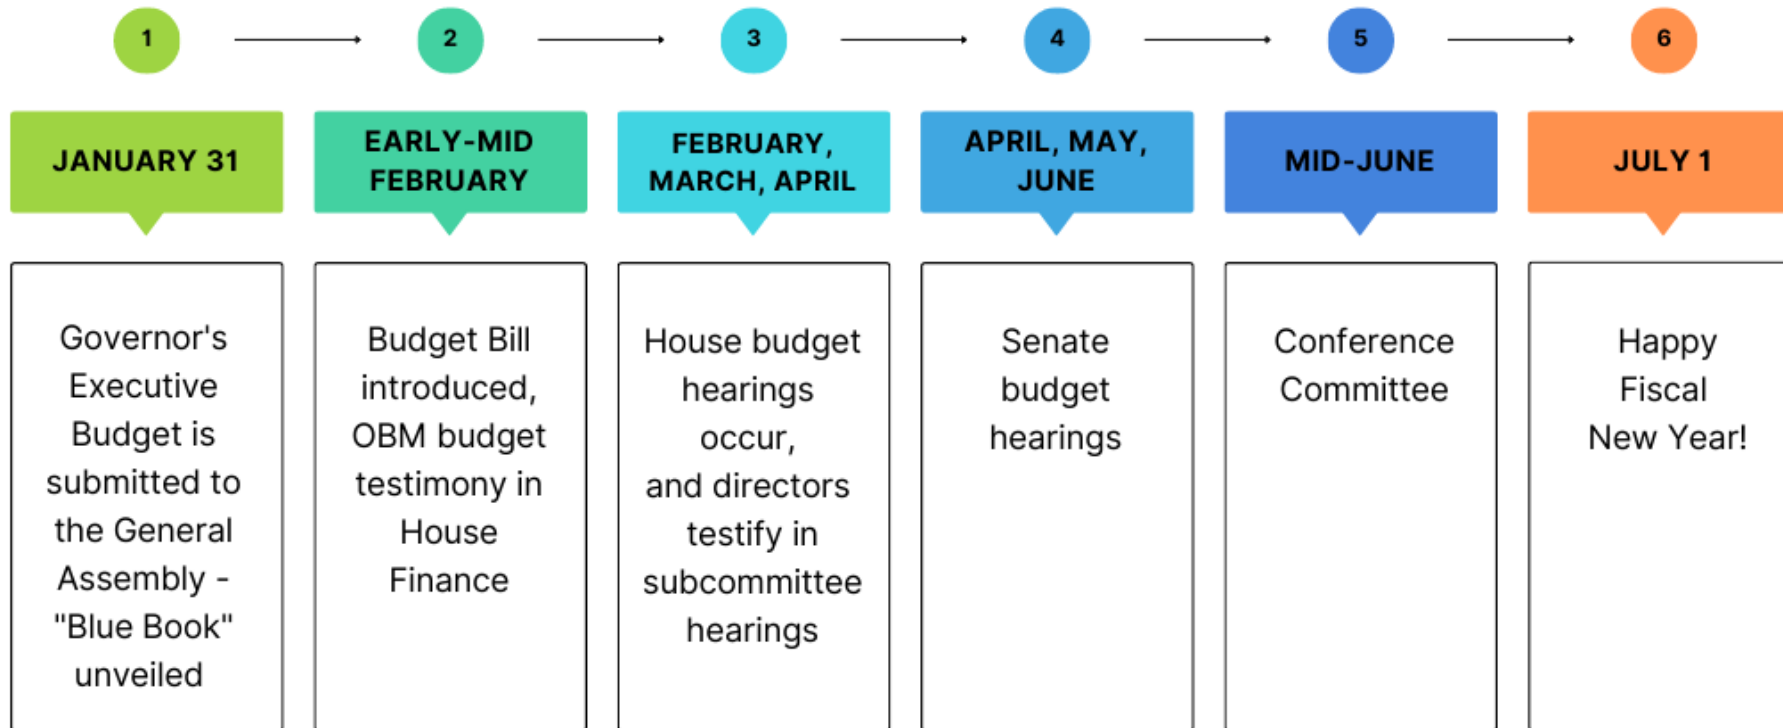 1
2
3
4
5
6
JANUARY 31
EARLY-MID
FEBRUARY
FEBRUARY,
MARCH, APRIL
APRIL, MAY,
JUNE
MID-JUNE
JULY 1
Governor's
Executive
Budget is
submitted to
the General
Assembly -
"Blue Book"
unveiled
Budget Bill
introduced,
OBM budget
testimony in
House
Finance
House budget
hearings
occur,
and directors
testify in
subcommittee
hearings
Senate
budget
hearings
Conference
Committee
Happy
Fiscal
New Year!